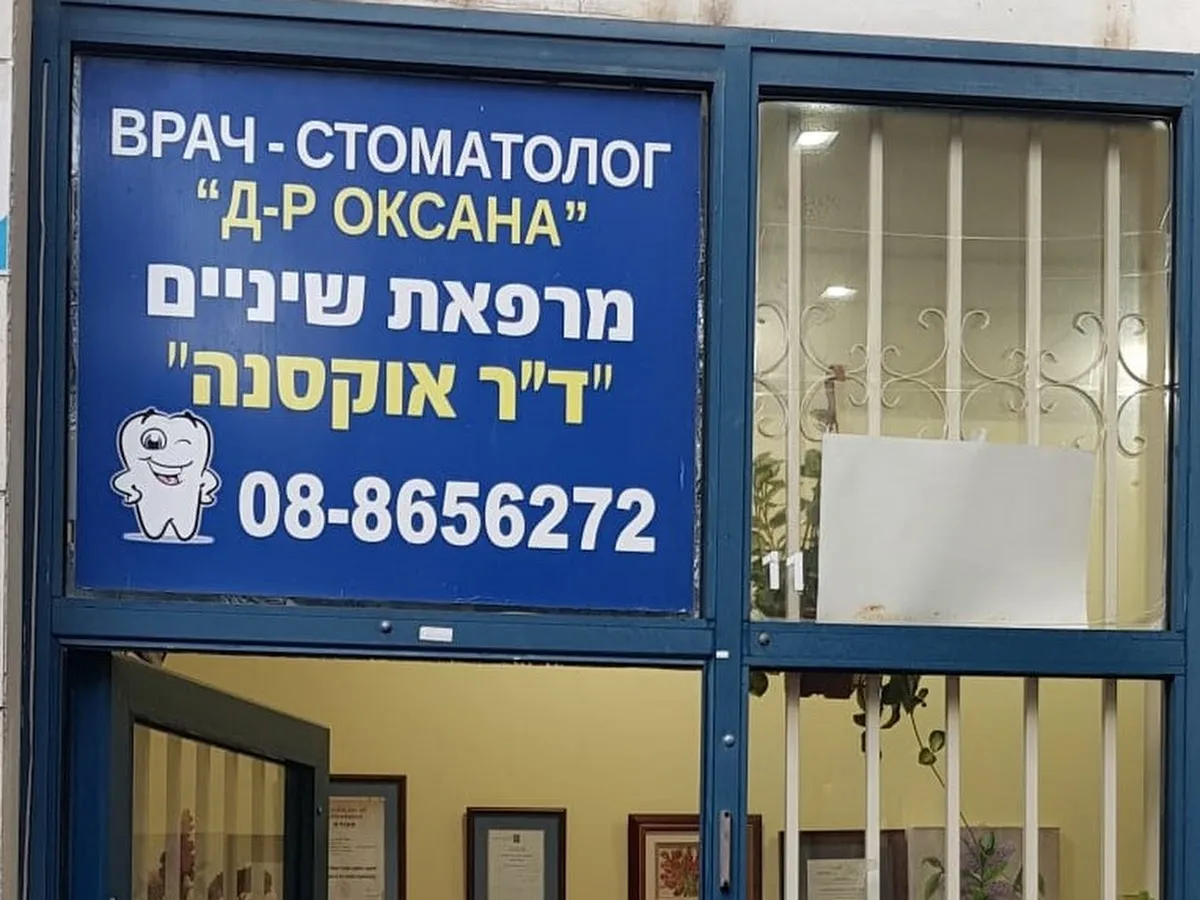 ВРАЧ - СТОМАТОЛОГ
“Д-Р ОКСАНА”
מרפאת שיניים
"ד"ר אוקסנה"
08-8656272
11